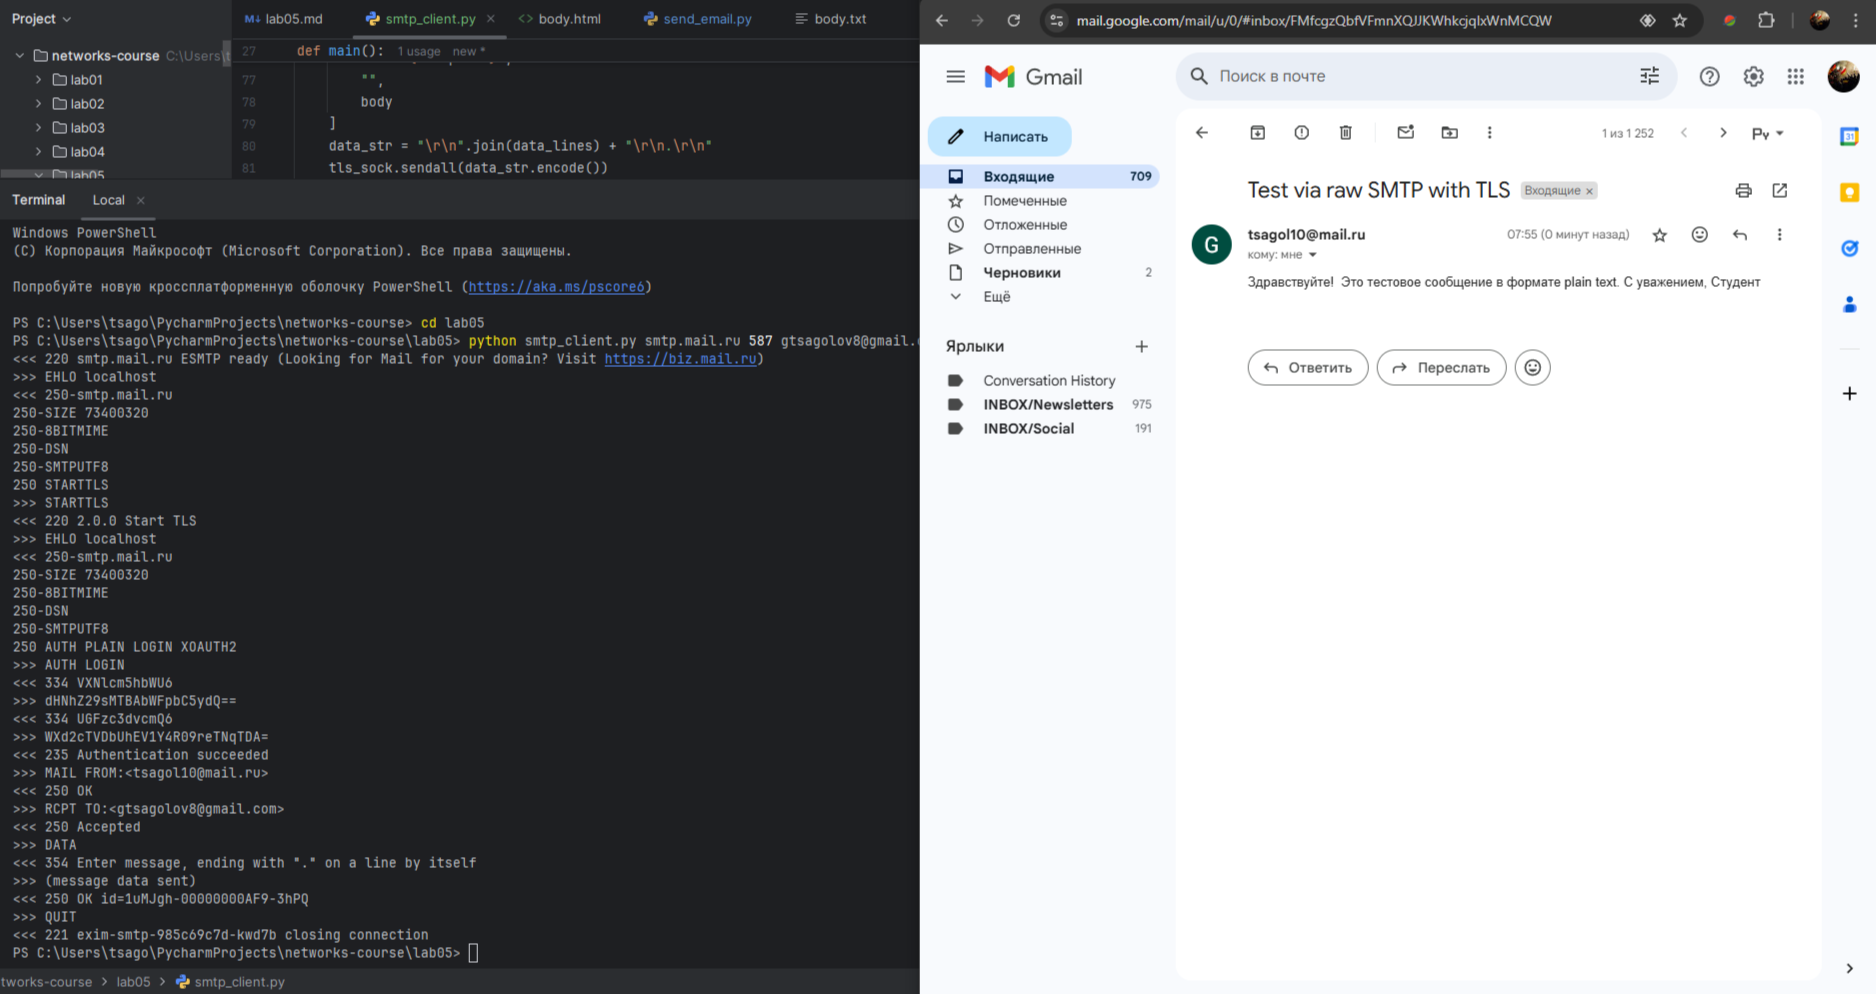 Project
networks-course C:\Users\t
lab01
lab02
lab03
lab04
lab05
M↓ lab05.md
smtp_client.py ×
<> body.html
send_email.py
body.txt
27 def main(): 1 usage new *
77 "",
78 body
79 ]
80 data_str = "\r\n".join(data_lines) + "\r\n.\r\n"
81 tls_sock.sendall(data_str.encode())
Terminal Local ×
Windows PowerShell
(C) Корпорация Майкрософт (Microsoft Corporation). Все права защищены.
Попробуйте новую кроссплатформенную оболочку PowerShell (https://aka.ms/pscore6)
PS C:\Users\tsago\PycharmProjects\networks-course> cd lab05
PS C:\Users\tsago\PycharmProjects\networks-course\lab05> python smtp_client.py smtp.mail.ru 587 gtsagolov8@gmail.
<<< 220 smtp.mail.ru ESMTP ready (Looking for Mail for your domain? Visit https://biz.mail.ru)
>>> EHLO localhost
<<< 250-smtp.mail.ru
250-SIZE 73400320
250-8BITMIME
250-DSN
250-SMTPUTF8
250 STARTTLS
>>> STARTTLS
<<< 220 2.0.0 Start TLS
>>> EHLO localhost
<<< 250-smtp.mail.ru
250-SIZE 73400320
250-8BITMIME
250-DSN
250-SMTPUTF8
250 AUTH PLAIN LOGIN XOAUTH2
>>> AUTH LOGIN
<<< 334 VXNlcm5hbWU6
>>> dHNhZ29sMTBAbWFpbC5ydQ==
<<< 334 UGFzc3dvcmQ6
>>> WXd2cTVDbUhEV1Y4R09reTNqTDA=
<<< 235 Authentication succeeded
>>> MAIL FROM:<tsagol10@mail.ru>
<<< 250 OK
>>> RCPT TO:<gtsagolov8@gmail.com>
<<< 250 Accepted
>>> DATA
<<< 354 Enter message, ending with "." on a line by itself
>>> (message data sent)
<<< 250 OK id=1uMJgh-00000000AF9-3hPQ
>>> QUIT
<<< 221 exim-smtp-985c69c7d-kwd7b closing connection
PS C:\Users\tsago\PycharmProjects\networks-course\lab05>
tworks-course > lab05 > smtp_client.py
mail.google.com/mail/u/0/#inbox/FMfcgzQbfVFmnXQJJKWhkcjqlxWnMCQW
Gmail
Поиск в почте
Написать
Входящие 709
Помеченные
Отложенные
Отправленные
Черновики 2
Ещё
Ярлыки +
Conversation History
INBOX/Newsletters 975
INBOX/Social 191
1 из 1 252
Ру
Test via raw SMTP with TLS Входящие ×
G
tsagol10@mail.ru 07:55 (0 минут назад)
кому: мне
Здравствуйте! Это тестовое сообщение в формате plain text. С уважением, Студент
Ответить
Переслать
31